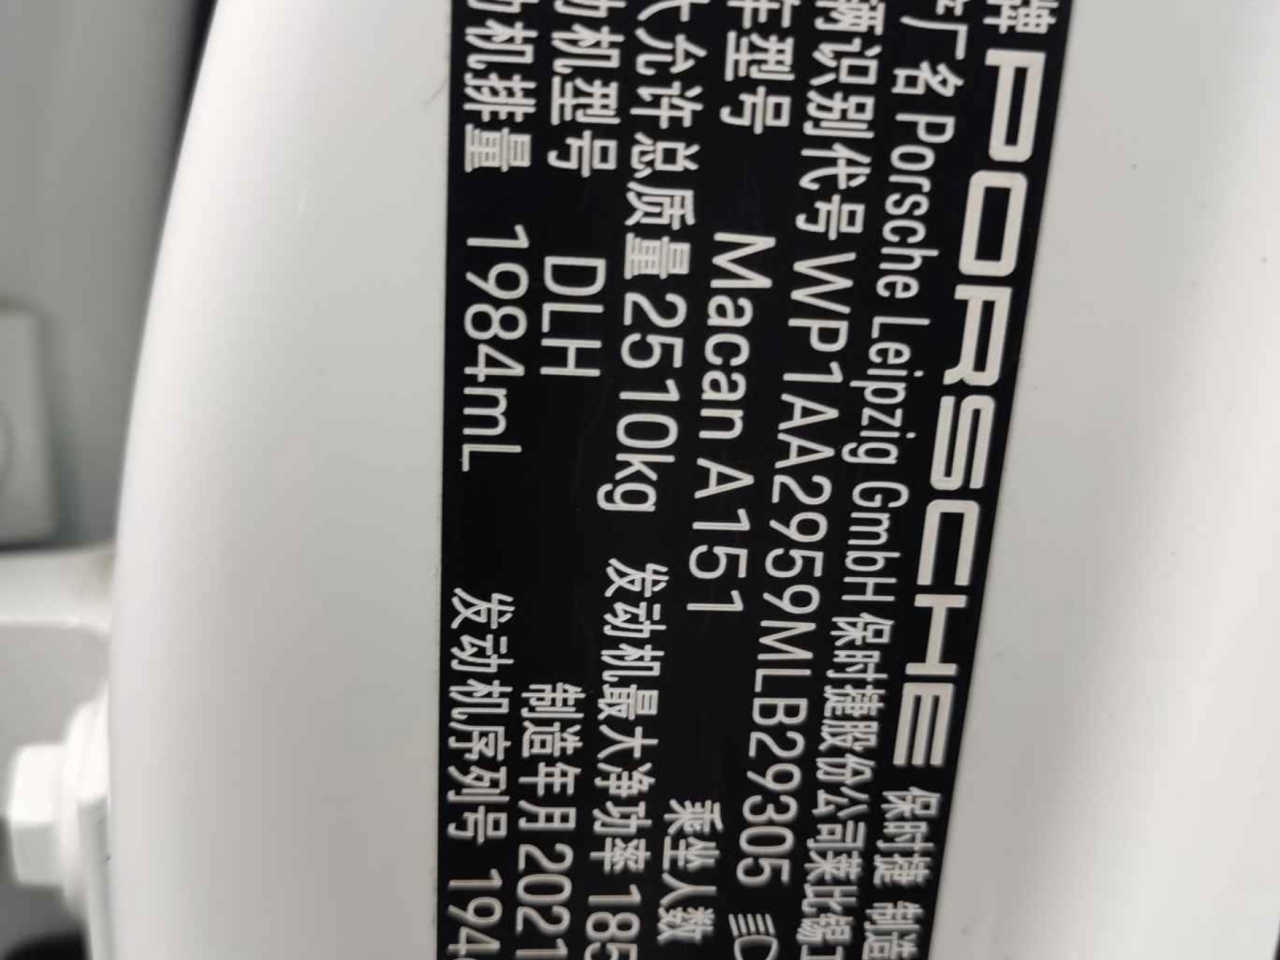 牌 PORSCHE 保时捷 制造
厂名 Porsche Leipzig GmbH 保时捷股份公司莱比锡工
辆识别代号 WP1AA2959MLB29305
车型号 Macan A151 乘坐人数
大允许总质量 2510kg 发动机最大净功率 185
动机型号 DLH 制造年月 2021
动机排量 1984mL 发动机序列号 194